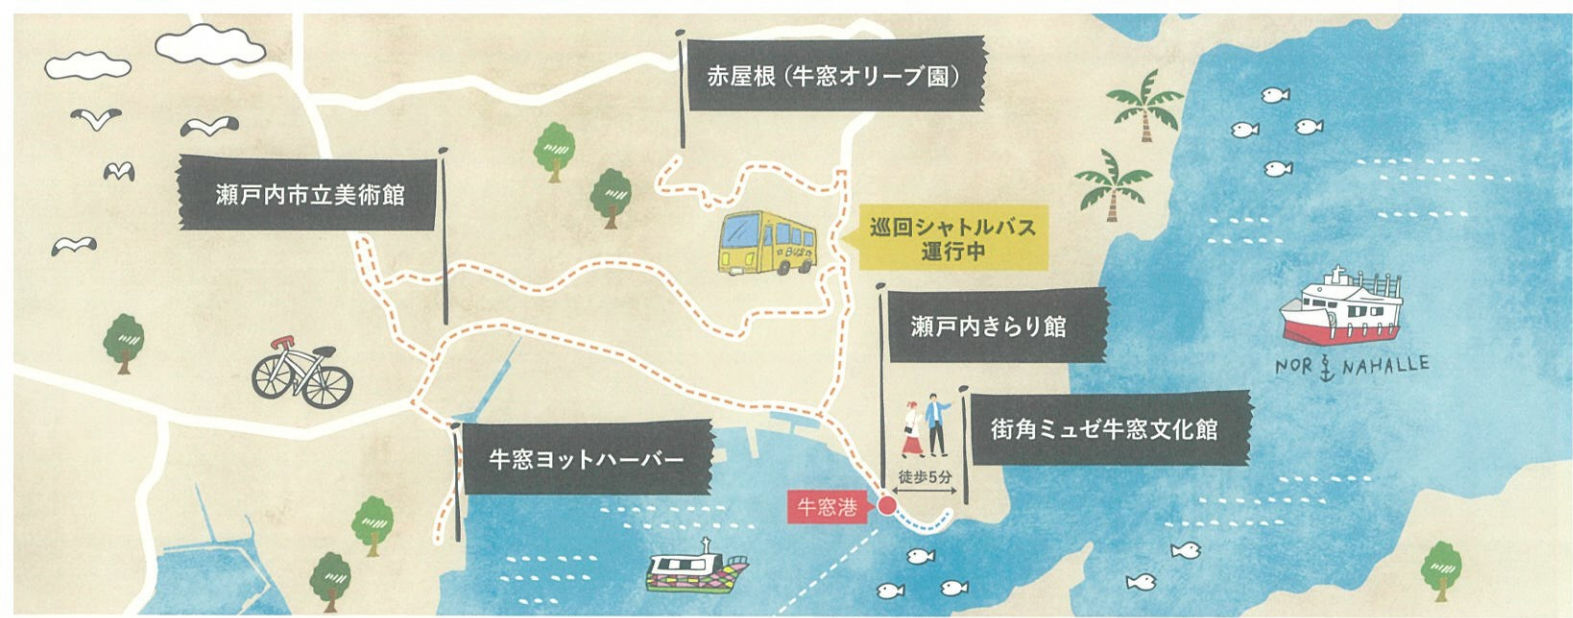 赤屋根（牛窓オリーブ園）
瀬戸内市立美術館
巡回シャトルバス
運行中
BUS
瀬戸内きらり館
NOR NAHALLE
街角ミュゼ牛窓文化館
牛窓ヨットハーバー
徒歩5分
牛窓港